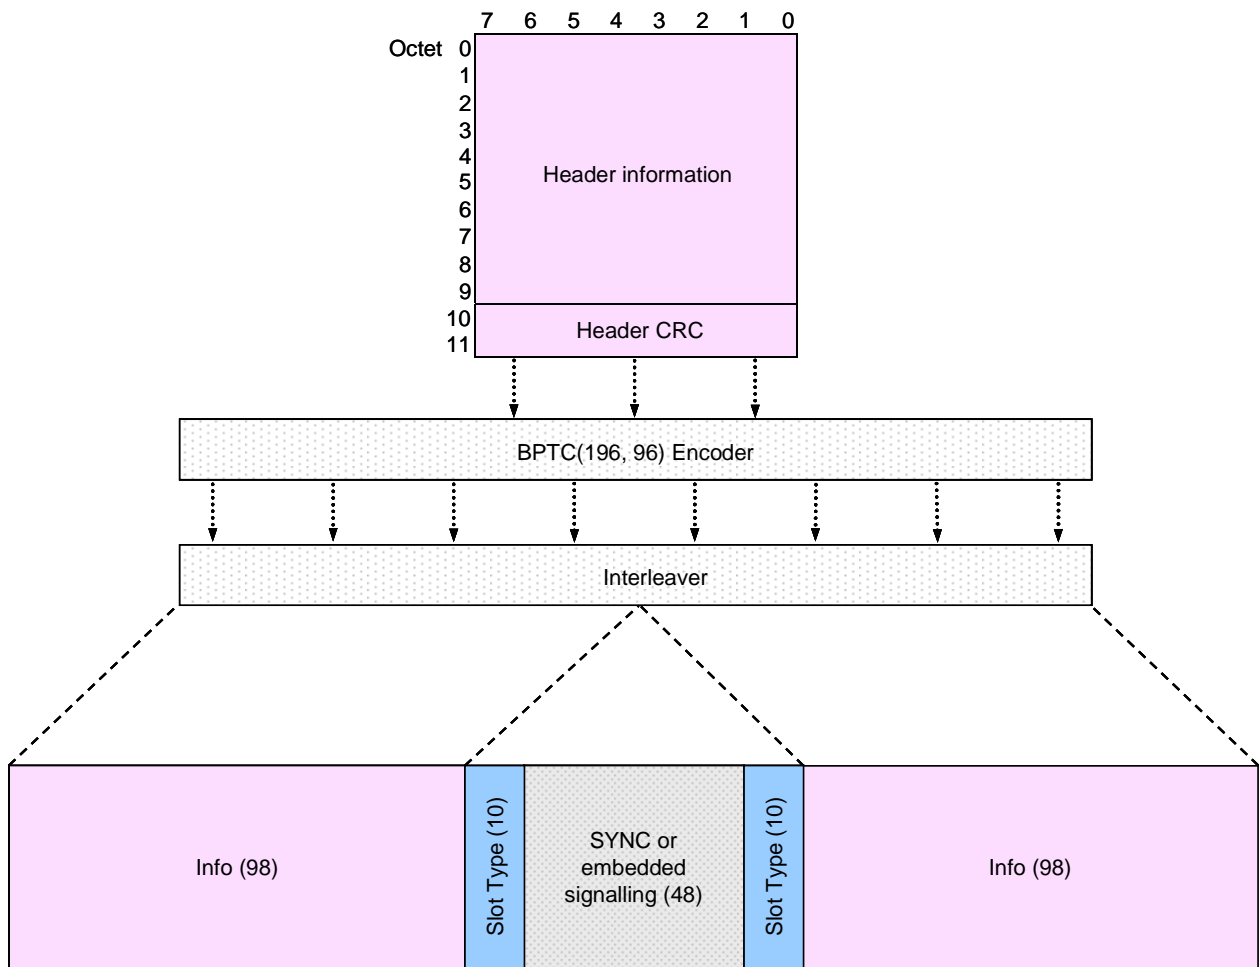 7 6 5 4 3 2 1 0
Octet 0
1
2
3
4
5
6
7
8
9
10
11
Header information
Header CRC
BPTC(196, 96) Encoder
Interleaver
Info (98)
Slot Type (10)
SYNC or
embedded
signalling (48)
Slot Type (10)
Info (98)